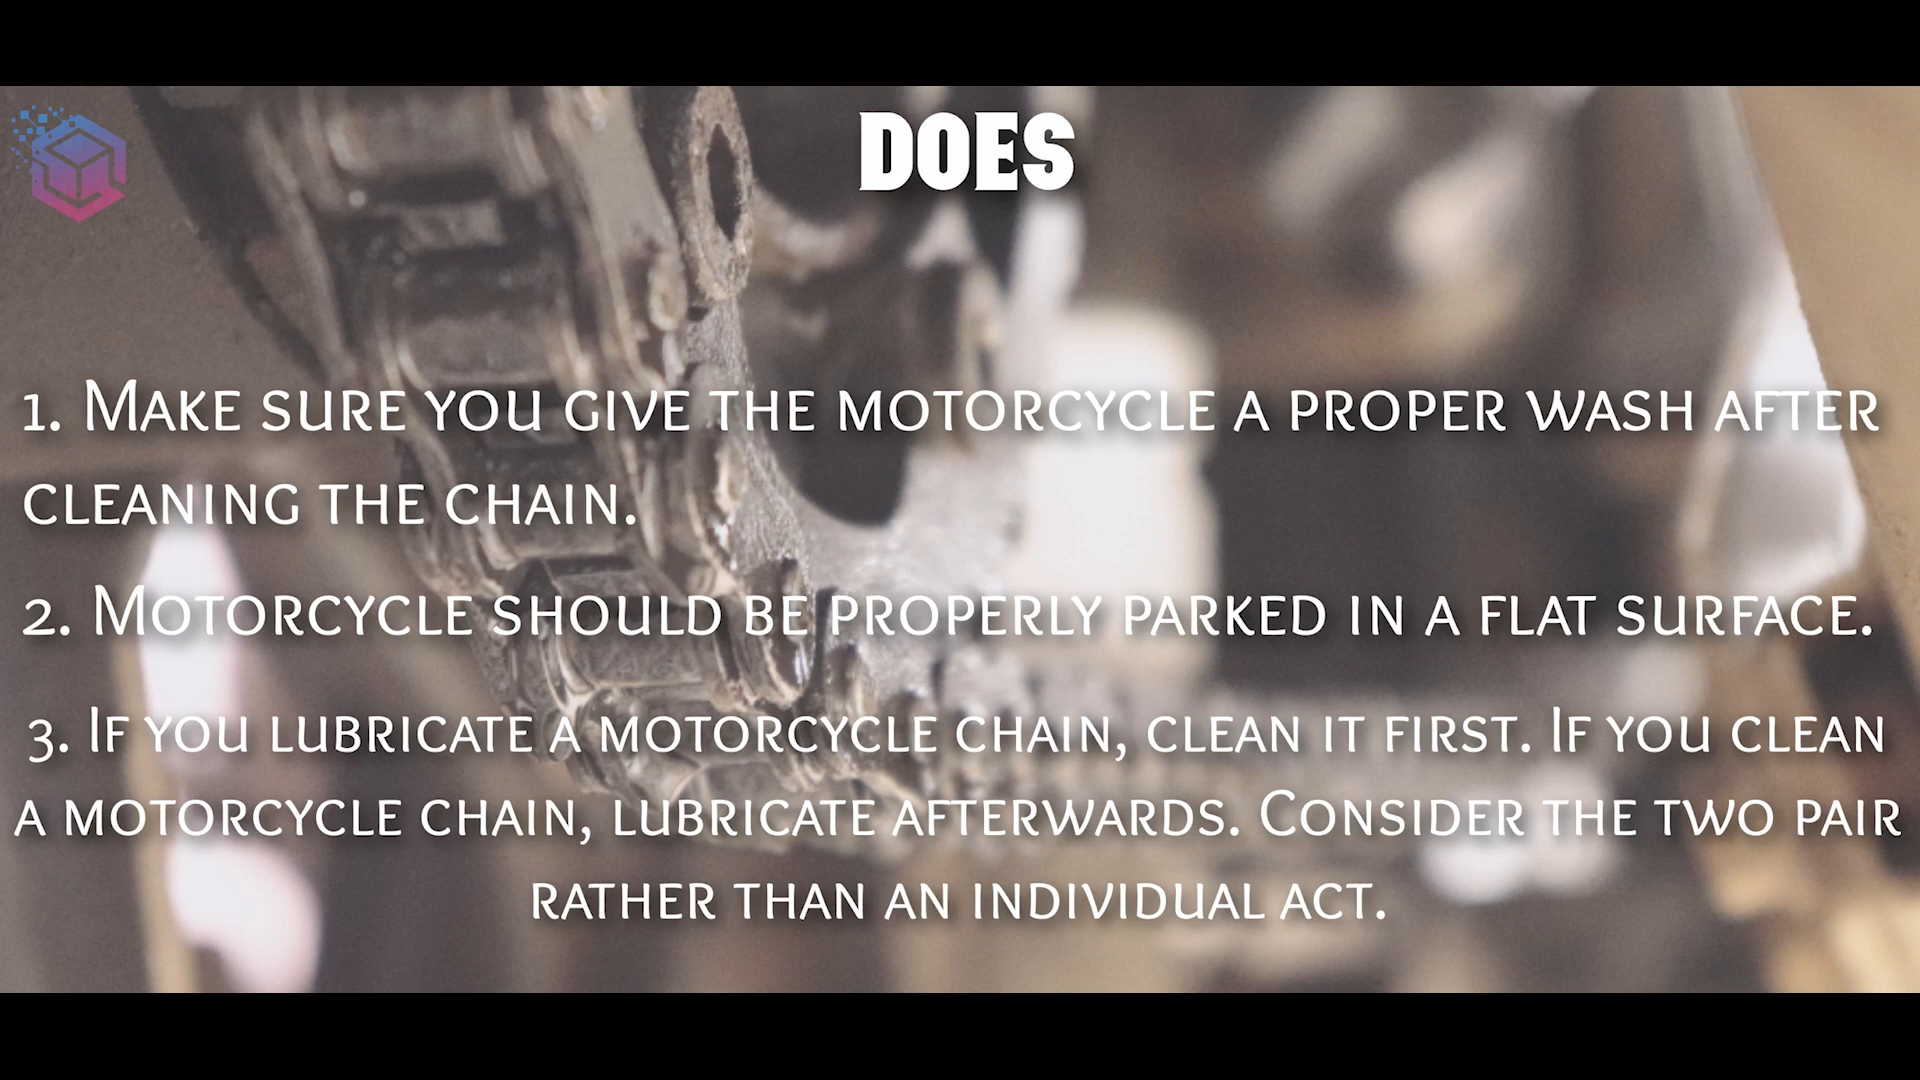 DOES
1. Make sure you give the motorcycle a proper wash after
cleaning the chain.
2. Motorcycle should be properly parked in a flat surface.
3. If you lubricate a motorcycle chain, clean it first. If you clean
a motorcycle chain, lubricate afterwards. Consider the two pair
rather than an individual act.